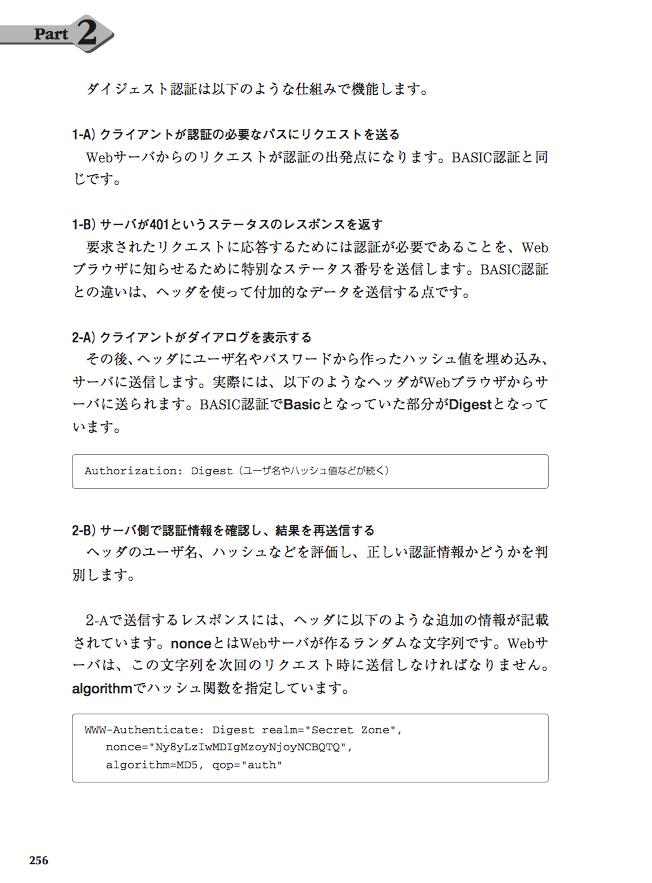 Part 2
ダイジェスト認証は以下のような仕組みで機能します。
1-A) クライアントが認証の必要なパスにリクエストを送る
Webサーバからのリクエストが認証の出発点になります。BASIC認証と同
じです。
1-B) サーバが401というステータスのレスポンスを返す
要求されたリクエストに応答するためには認証が必要であることを、Web
ブラウザに知らせるために特別なステータス番号を送信します。BASIC認証
との違いは、ヘッダを使って付加的なデータを送信する点です。
2-A) クライアントがダイアログを表示する
その後、ヘッダにユーザ名やパスワードから作ったハッシュ値を埋め込み、
サーバに送信します。実際には、以下のようなヘッダがWebブラウザからサ
ーバに送られます。BASIC認証でBasicとなっていた部分がDigestとなって
います。
Authorization: Digest（ユーザ名やハッシュ値などが続く）
2-B) サーバ側で認証情報を確認し、結果を再送信する
ヘッダのユーザ名、ハッシュなどを評価し、正しい認証情報かどうかを判
別します。
2-Aで送信するレスポンスには、ヘッダに以下のような追加の情報が記載
されています。nonceとはWebサーバが作るランダムな文字列です。Webサ
ーバは、この文字列を次回のリクエスト時に送信しなければなりません。
algorithmでハッシュ関数を指定しています。
WWW-Authenticate: Digest realm="Secret Zone",
nonce="Ny8yLzIwMDIgMzoyNjoyNCBQTQ",
algorithm=MD5, qop="auth"
256